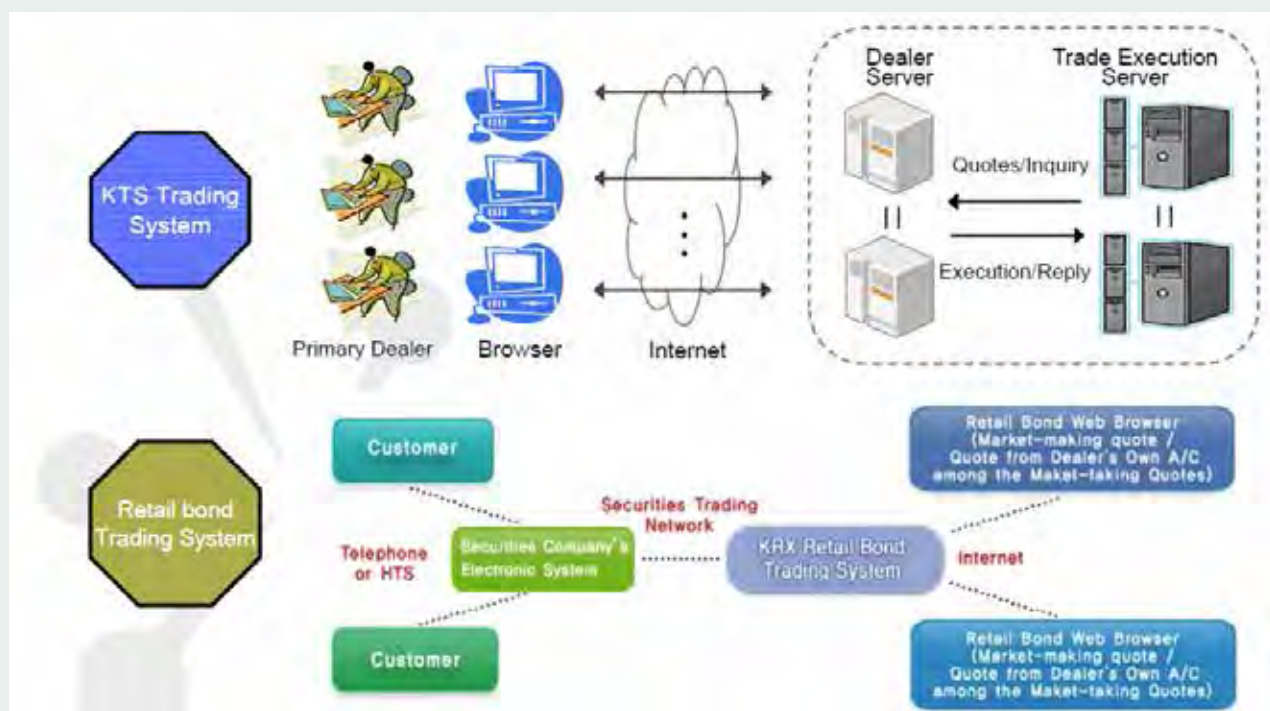 Dealer
Server
Trade Execution
Server
KTS Trading
System
Quotes/Inquiry
Execution/Reply
Primary Dealer
Browser
Internet
Customer
Retail Bond Web Browser
(Market-making quote /
Quote from Dealer's Own A/C
among the Maket-taking Quotes)
Retail bond
Trading System
Telephone
or HTS
Securities Company's
Electronic System
Securities Trading
Network
KRX Retail Bond
Trading System
Internet
Customer
Retail Bond Web Browser
(Market-making quote /
Quote from Dealer's Own A/C
among the Maket-taking Quotes)